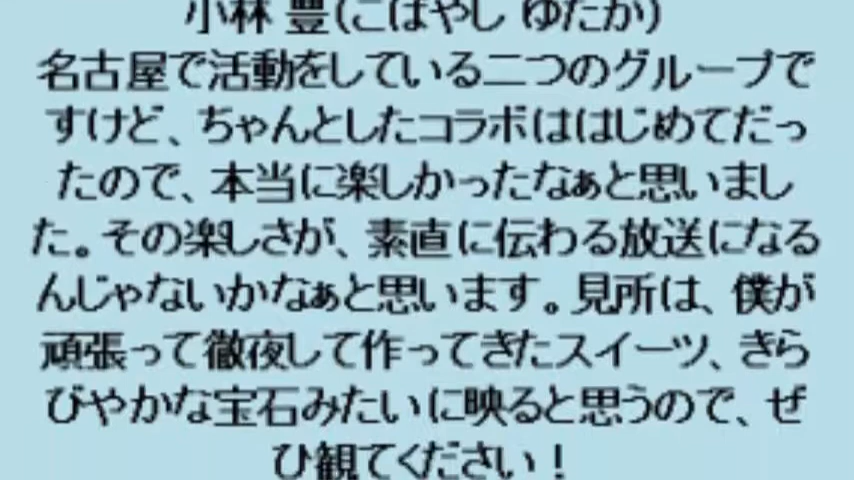 小林 豊(こばやし ゆたか)
名古屋で活動をしている二つのグループで
すけど、ちゃんとしたコラボははじめてだっ
たので、本当に楽しかったなぁと思いまし
た。その楽しさが、素直に伝わる放送になる
んじゃないかなぁと思います。見所は、僕が
頑張って徹夜して作ってきたスイーツ、きら
びやかな宝石みたいに映ると思うので、ぜ
ひ観てください！